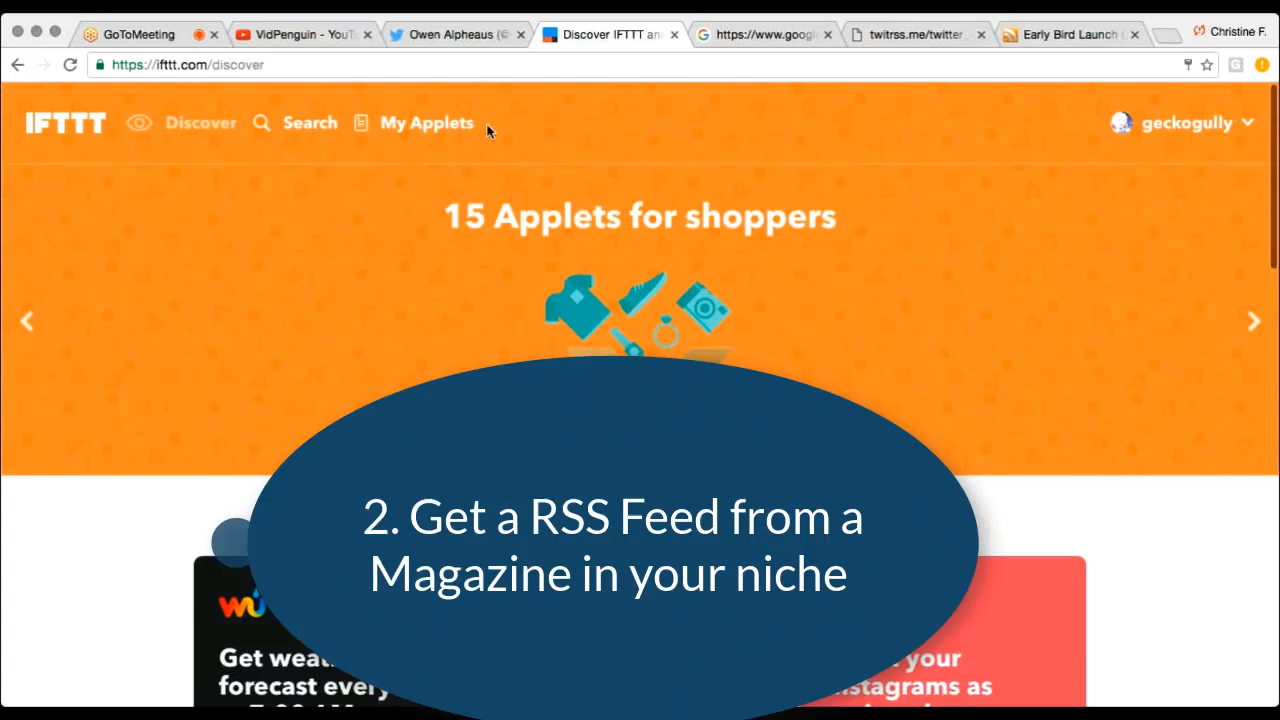 GoToMeeting
VidPenguin - YouT
Owen Alpheaus (@
Discover IFTTT an
https://www.googl
twitrss.me/twitter
Early Bird Launch
Christine F.
https://ifttt.com/discover
IFTTT
Discover
Search
My Applets
geckogully
15 Applets for shoppers
2. Get a RSS Feed from a
Magazine in your niche
Get weat
your
forecast every
nstagrams as